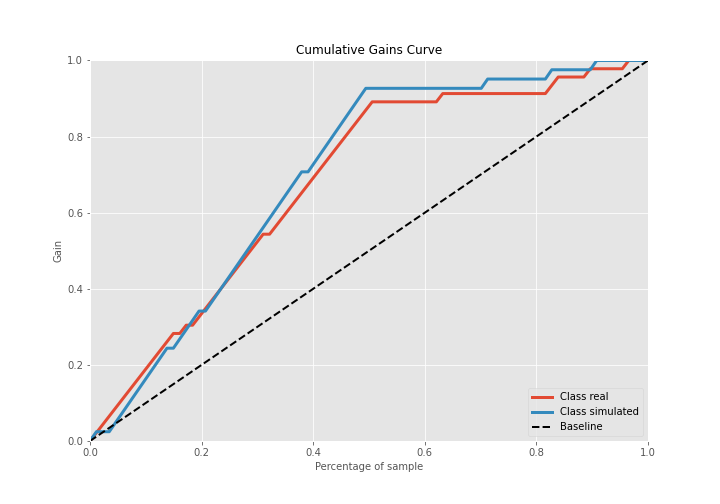 Cumulative Gains Curve
1.0
0.8
0.6
0.4
0.2
0.0
Gain
0.0 0.2 0.4 0.6 0.8 1.0
Percentage of sample
Class real
Class simulated
Baseline